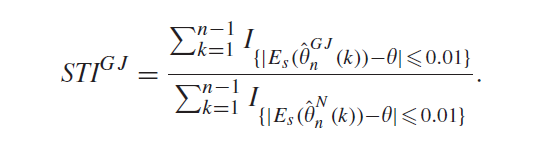 STI^{GJ} = \frac{\sum_{k=1}^{n-1} I_{\{|E_s(\hat{\theta}_n^{GJ}(k))-\theta|\leqslant 0.01\}}}{\sum_{k=1}^{n-1} I_{\{|E_s(\hat{\theta}_n^{N}(k))-\theta|\leqslant 0.01\}}}.